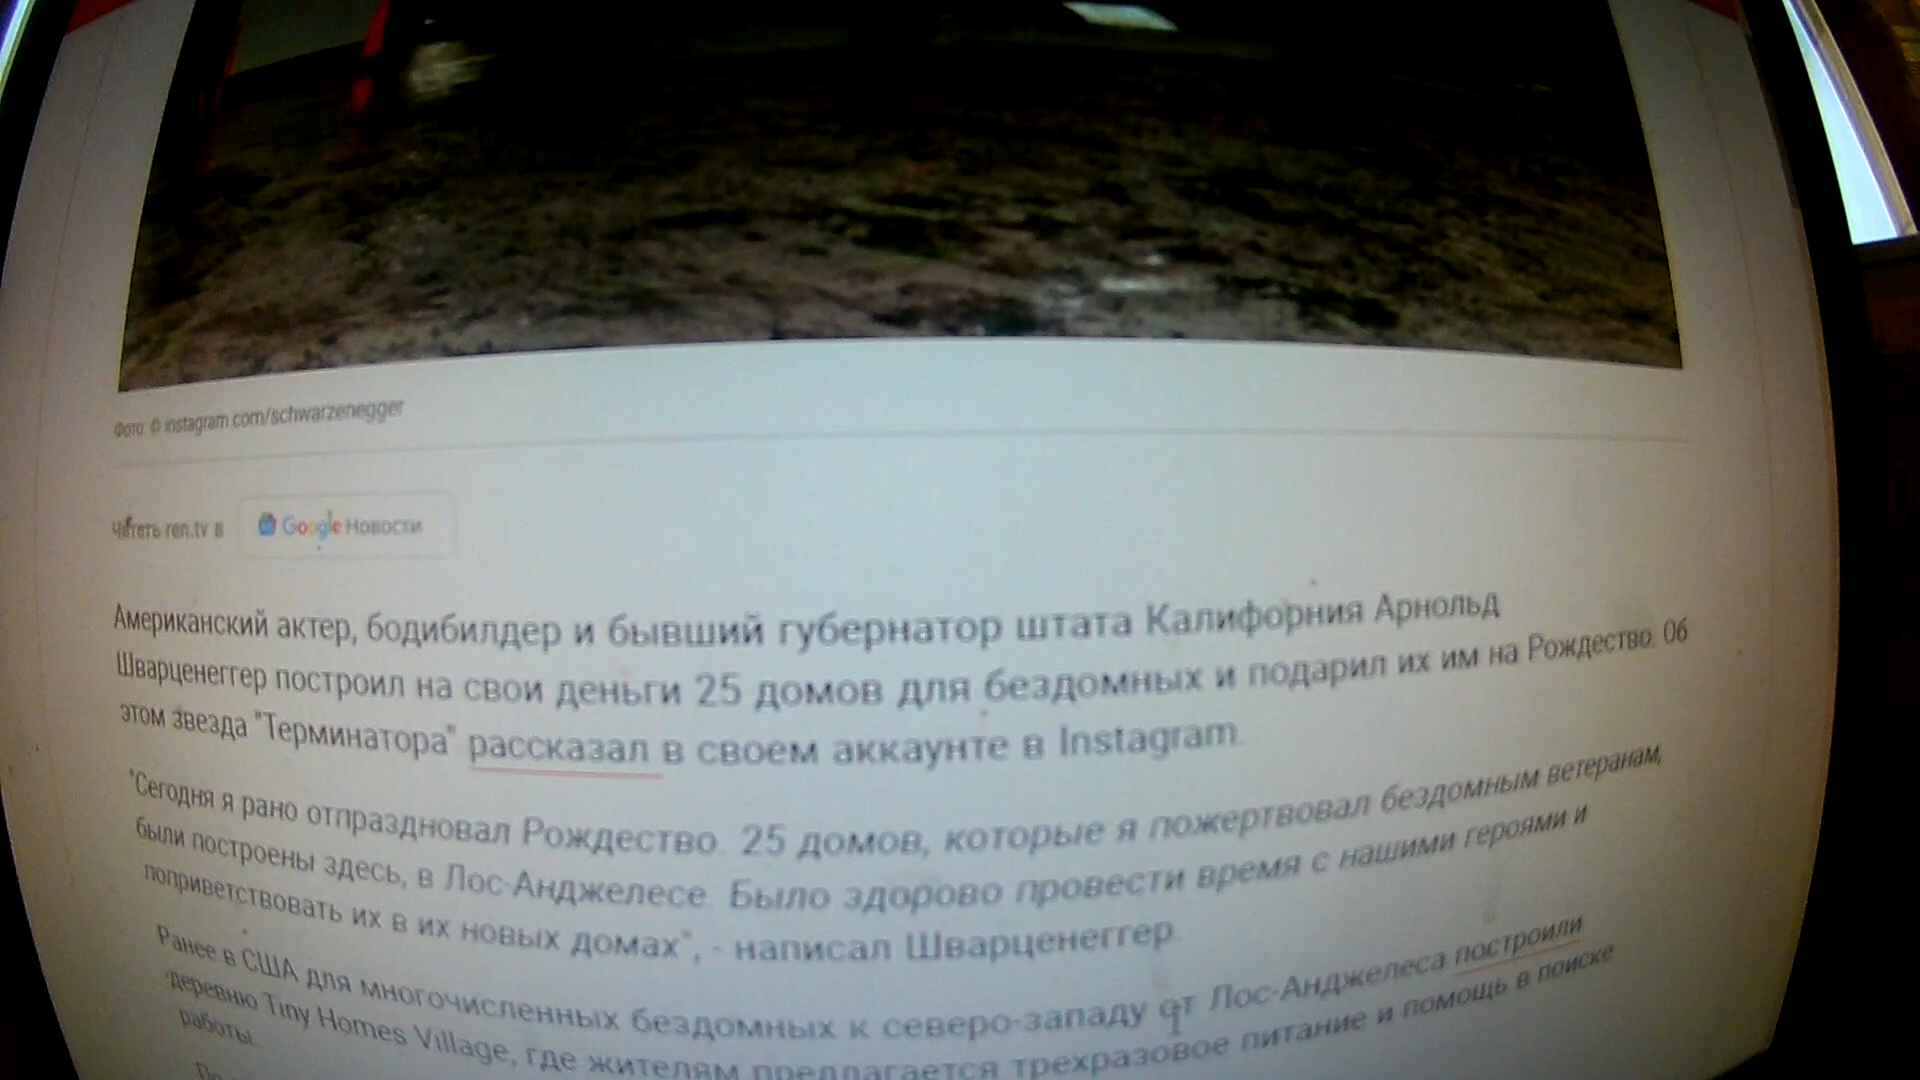 Фото: © instagram.com/schwarzenegger
Читать ren.tv в Google Новости
Американский актер, бодибилдер и бывший губернатор штата Калифорния Арнольд
Шварценеггер построил на свои деньги 25 домов для бездомных и подарил их им на Рождество. Об
этом звезда "Терминатора" рассказал в своем аккаунте в Instagram.
"Сегодня я рано отпраздновал Рождество. 25 домов, которые я пожертвовал бездомным ветеранам,
были построены здесь, в Лос-Анджелесе. Было здорово провести время с нашими героями и
поприветствовать их в их новых домах", - написал Шварценеггер.
Ранее в США для многочисленных бездомных к северо-западу от Лос-Анджелеса построили
"деревню Tiny Homes Village, где жителям предлагается трехразовое питание и помощь в поиске
работы.